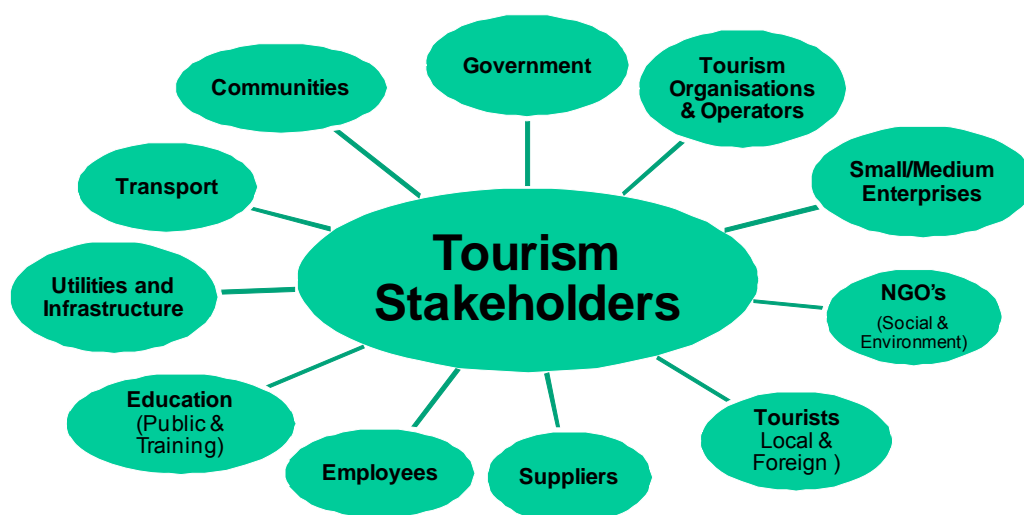 Government
Tourism
Organisations
& Operators
Communities
Small/Medium
Enterprises
Transport
Tourism
Stakeholders
Utilities and
Infrastructure
NGO's
(Social &
Environment)
Education
(Public &
Training)
Tourists
Local &
Foreign )
Employees
Suppliers